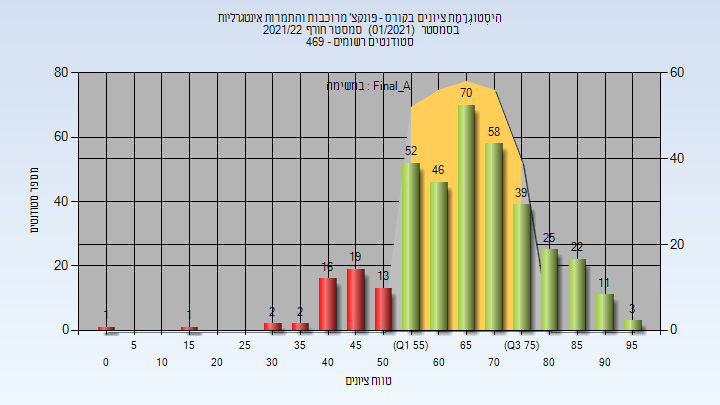 היסטוגרמת ציונים בקורס - פונקצ' מרוכבות והתמרות אינטגרליות
בסמסטר (01/2021) סמסטר חורף 2021/22
סטודנטים רשומים - 469
במשימה : Final_A
מספר סטודנטים
80 60 40 20 0
60 40 20 0
1 1 2 2 16 19 13 52 46 70 58 39 25 22 11 3
5 15 25 35 45 (Q1 55) 65 (Q3 75) 85 95
0 10 20 30 40 50 60 70 80 90
טווח ציונים